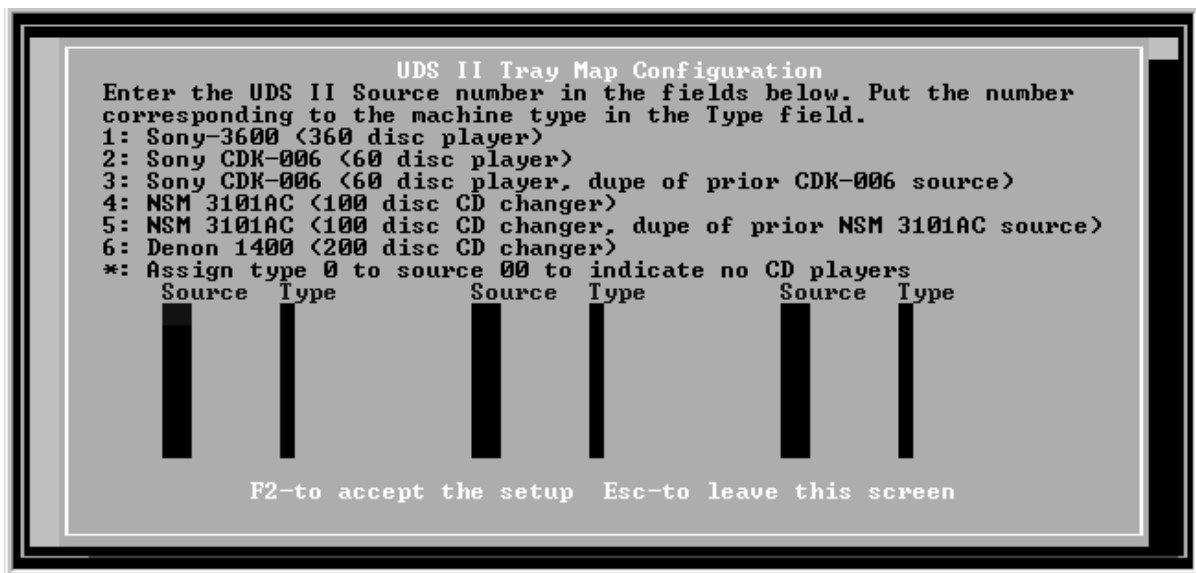 UDS II Tray Map Configuration
Enter the UDS II Source number in the fields below. Put the number
corresponding to the machine type in the Type field.
1: Sony-3600 (360 disc player)
2: Sony CDK-006 (60 disc player)
3: Sony CDK-006 (60 disc player, dupe of prior CDK-006 source)
4: NSM 3101AC (100 disc CD changer)
5: NSM 3101AC (100 disc CD changer, dupe of prior NSM 3101AC source)
6: Denon 1400 (200 disc CD changer)
*: Assign type 0 to source 00 to indicate no CD players
Source Type Source Type Source Type
F2-to accept the setup Esc-to leave this screen